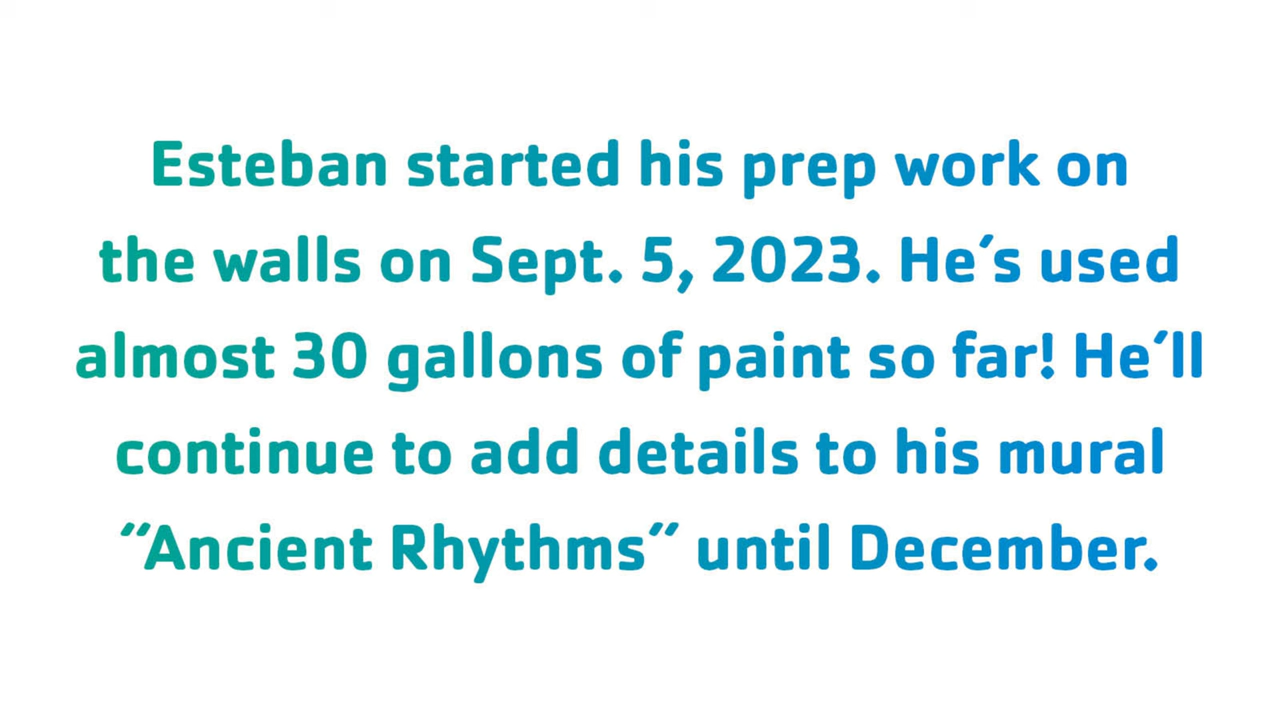 Esteban started his prep work on
the walls on Sept. 5, 2023. He's used
almost 30 gallons of paint so far! He'll
continue to add details to his mural
"Ancient Rhythms" until December.